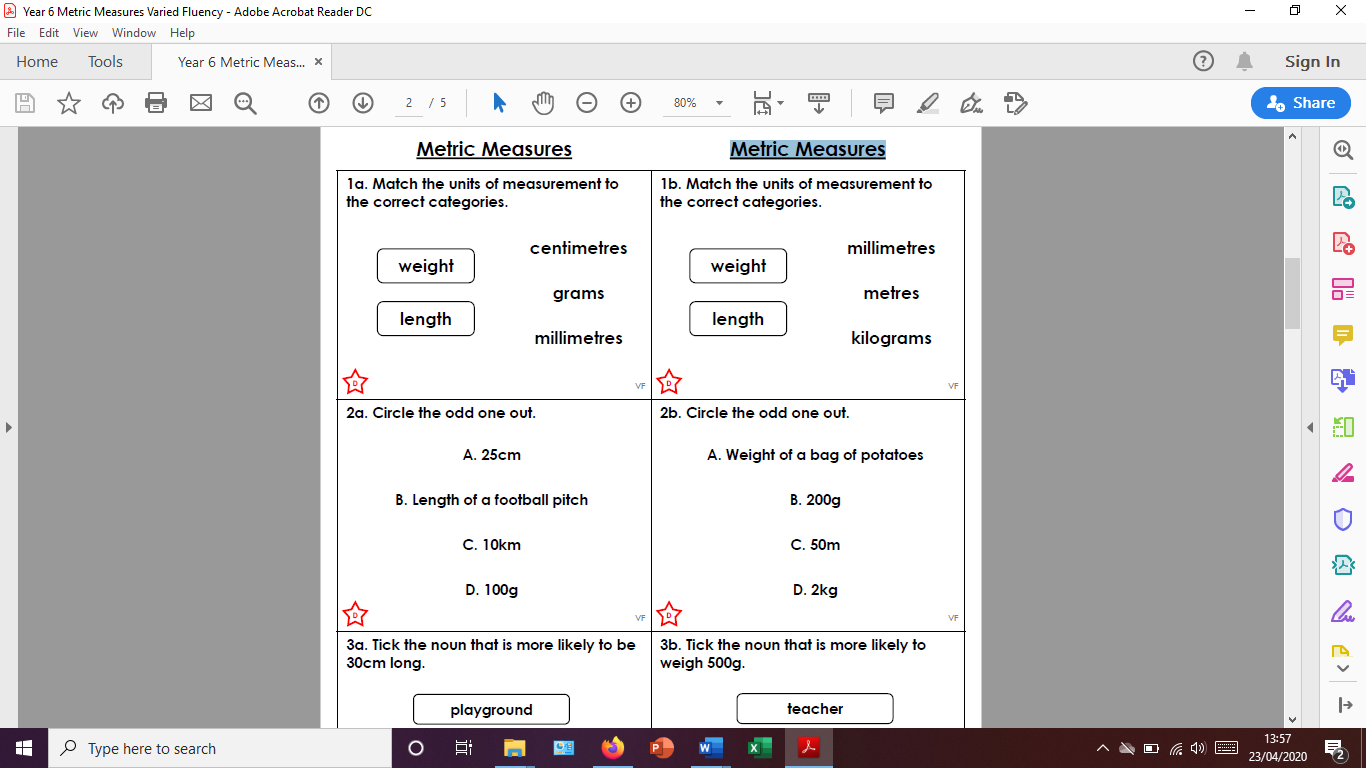 Year 6 Metric Measures Varied Fluency - Adobe Acrobat Reader DC
File Edit View Window Help
Home Tools Year 6 Metric Meas... × Sign In
2 / 5 80% Share
Metric Measures
1a. Match the units of measurement to
the correct categories.
weight
length
centimetres
grams
millimetres
D
VF
Metric Measures
1b. Match the units of measurement to
the correct categories.
weight
length
millimetres
metres
kilograms
D
VF
2a. Circle the odd one out.
A. 25cm
B. Length of a football pitch
C. 10km
D. 100g
D
VF
2b. Circle the odd one out.
A. Weight of a bag of potatoes
B. 200g
C. 50m
D. 2kg
D
VF
3a. Tick the noun that is more likely to be
30cm long.
playground
3b. Tick the noun that is more likely to
weigh 500g.
teacher
Type here to search
13:57
23/04/2020
2